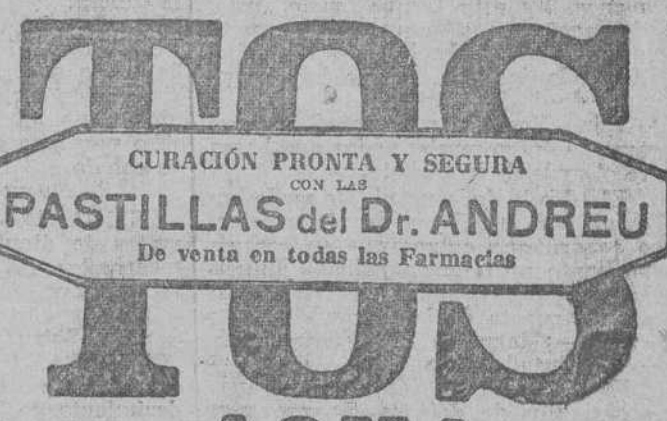 TOS
CURACIÓN PRONTA Y SEGURA
CON LAS
PASTILLAS del Dr. ANDREU
De venta en todas las Farmacias